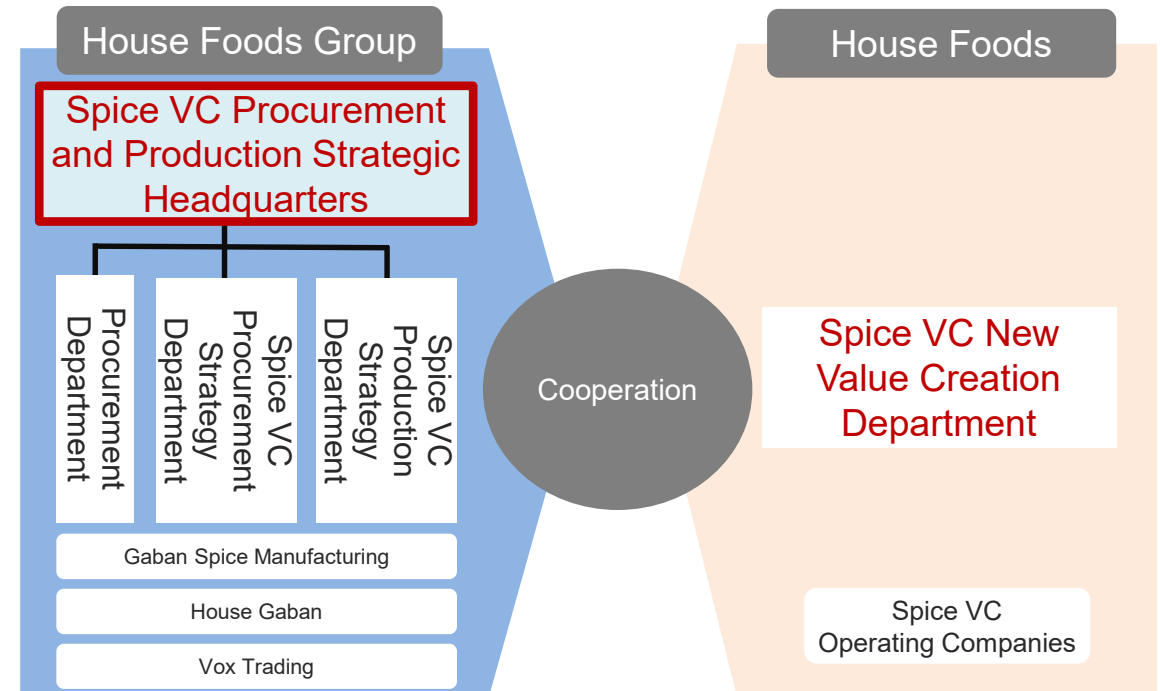 House Foods Group
Spice VC Procurement
and Production Strategic
Headquarters
Procurement
Department
Spice VC
Procurement
Strategy
Department
Spice VC
Production
Strategy
Department
Gaban Spice Manufacturing
House Gaban
Vox Trading
Cooperation
House Foods
Spice VC New
Value Creation
Department
Spice VC
Operating Companies